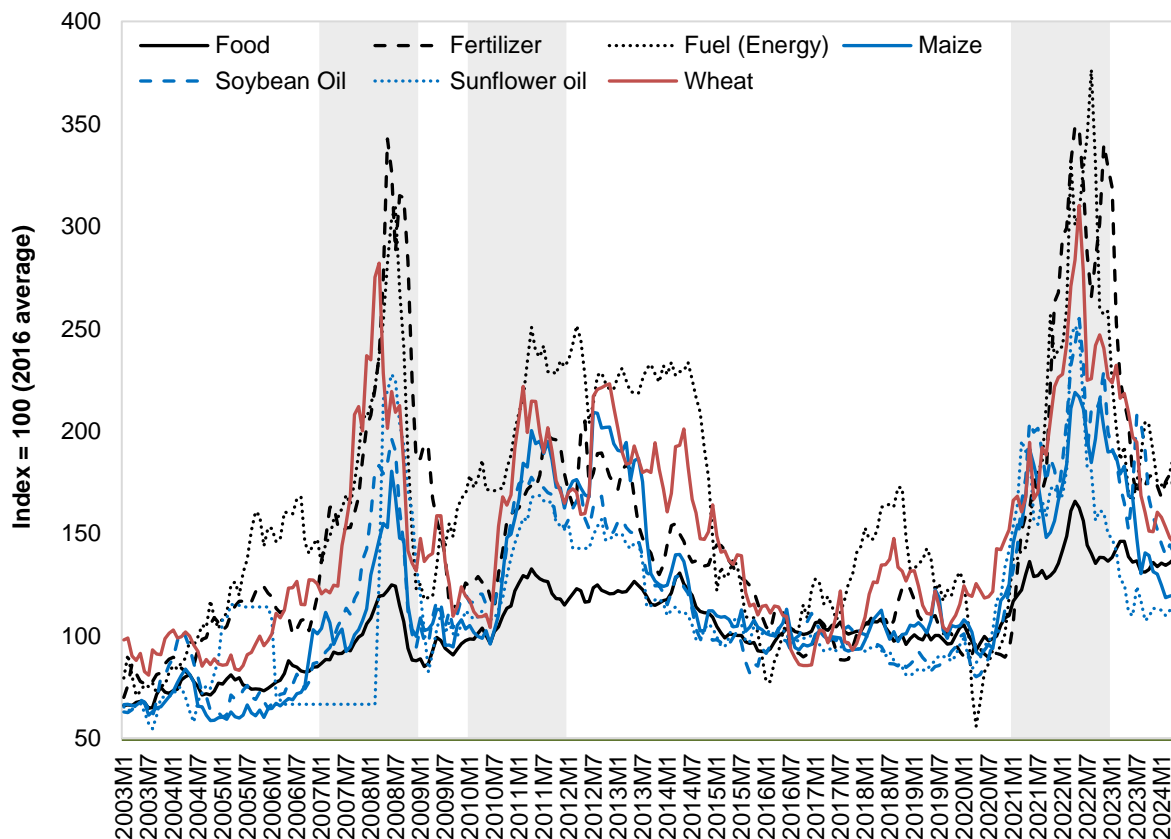 400
350
300
250
200
150
100
50
Index = 100 (2016 average)
Food Fertilizer Fuel (Energy) Maize
Soybean Oil Sunflower oil Wheat
2003M1
2003M7
2004M1
2004M7
2005M1
2005M7
2006M1
2006M7
2007M1
2007M7
2008M1
2008M7
2009M1
2009M7
2010M1
2010M7
2011M1
2011M7
2012M1
2012M7
2013M1
2013M7
2014M1
2014M7
2015M1
2015M7
2016M1
2016M7
2017M1
2017M7
2018M1
2018M7
2019M1
2019M7
2020M1
2020M7
2021M1
2021M7
2022M1
2022M7
2023M1
2023M7
2024M1